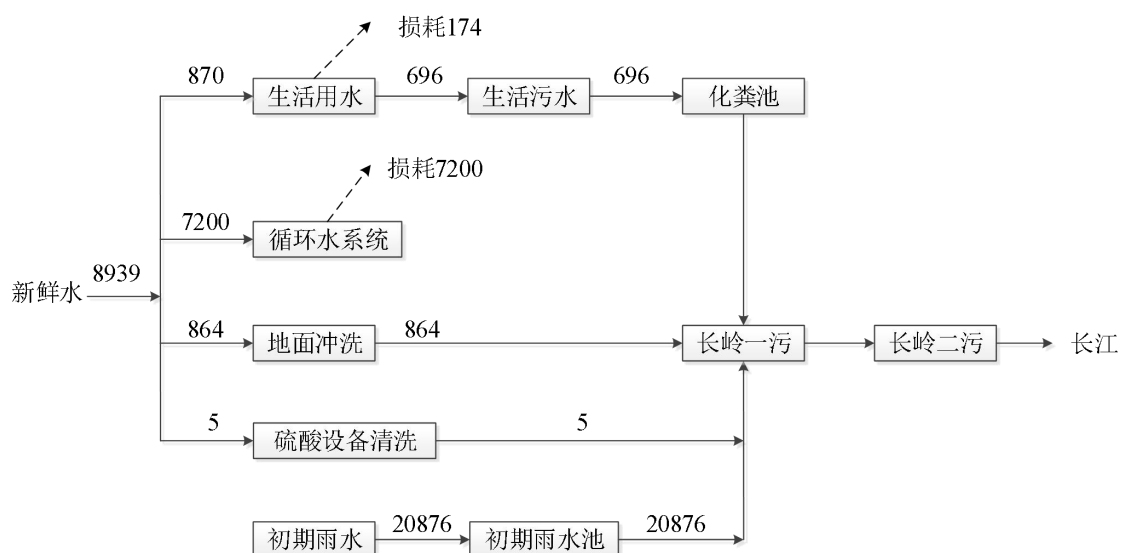 损耗174
870
生活用水
696
生活污水
696
化粪池
损耗7200
7200
循环水系统
新鲜水
8939
864
地面冲洗
864
长岭一污
长岭二污
长江
5
硫酸设备清洗
5
初期雨水
20876
初期雨水池
20876